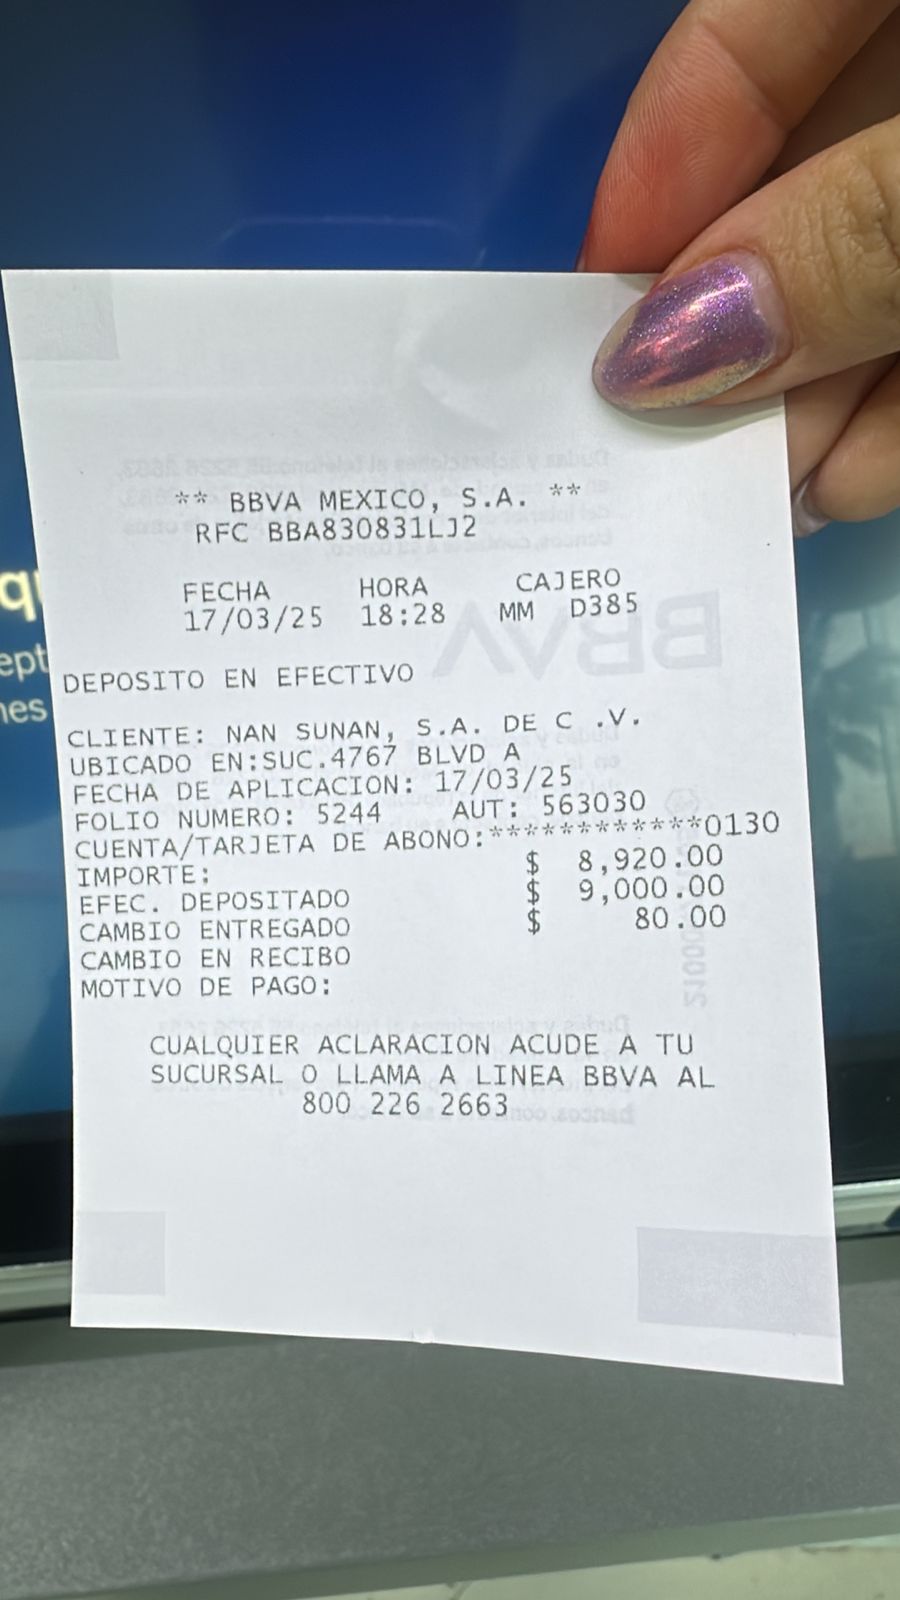 ** BBVA MEXICO, S.A. **
RFC BBA830831LJ2
FECHA HORA CAJERO
17/03/25 18:28 MM D385
DEPOSITO EN EFECTIVO
CLIENTE: NAN SUNAN, S.A. DE C .V.
UBICADO EN:SUC.4767 BLVD A
FECHA DE APLICACION: 17/03/25
FOLIO NUMERO: 5244 AUT: 563030
CUENTA/TARJETA DE ABONO:************0130
IMPORTE: $ 8,920.00
EFEC. DEPOSITADO $ 9,000.00
CAMBIO ENTREGADO $ 80.00
CAMBIO EN RECIBO
MOTIVO DE PAGO:
CUALQUIER ACLARACION ACUDE A TU
SUCURSAL O LLAMA A LINEA BBVA AL
800 226 2663
BBVA